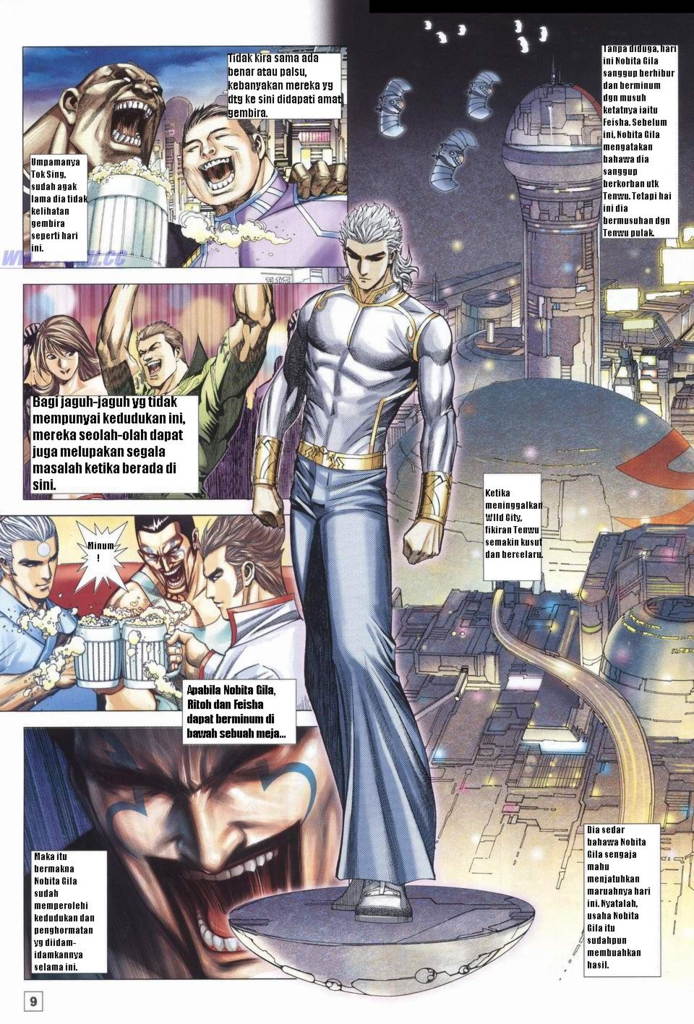 Tidak kira sama ada
benar atau palsu,
kebanyakan mereka yg
dtg ke sini didapati amat
gembira.
Umpamanya
Tok Sing,
sudah agak
lama dia tidak
kelihatan
gembira
seperti hari
ini.
Tanpa diduga, hari
ini Nobita Gila
sanggup berhibur
dan berminum
dgn musuh
ketatnya iaitu
Feisha. Sebelum
ini, Nobita Gila
mengatakan
bahawa dia
sanggup
berkorban utk
Tenwu. Tetapi hai
ini dia
bermusuhan dgn
Tenwu pulak.
Bagi jaguh-jaguh yg tidak
mempunyai kedudukan ini,
mereka seolah-olah dapat
juga melupakan segala
masalah ketika berada di
sini.
Ketika
meninggalkan
Wild City,
fikiran Tenwu
semakin kusut
dan bercelaru.
Minum
!
Apabila Nobita Gila,
Ritoh dan Feisha
dapat berminum di
bawah sebuah meja...
Maka itu
bermakna
Nobita Gila
sudah
memperolehi
kedudukan dan
penghormatan
yg diidam-
idamkannya
selama ini.
Dia sedar
bahawa Nobita
Gila sengaja
mahu
menjatuhkan
maruahnya hari
ini. Nyatalah,
usaha Nobita
Gila itu
sudahpun
membuahkan
hasil.
9